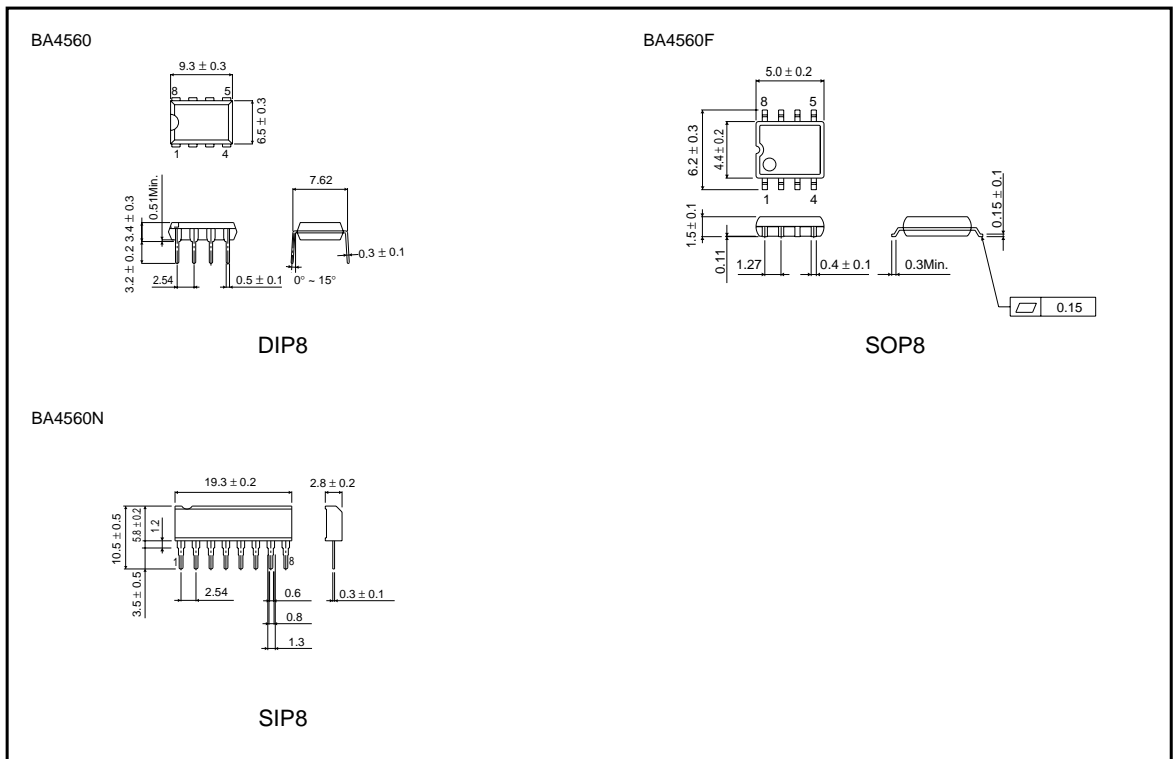 BA4560
9.3 ± 0.3
8 5
6.5 ± 0.3
1 4
0.51Min.
3.2 ± 0.2 3.4 ± 0.3
7.62
2.54 0.5 ± 0.1
0° ~ 15°
0.3 ± 0.1
DIP8
BA4560F
5.0 ± 0.2
8 5
6.2 ± 0.3
4.4 ± 0.2
1 4
1.5 ± 0.1
0.11
1.27 0.4 ± 0.1
0.3Min.
0.15 ± 0.1
0.15
SOP8
BA4560N
19.3 ± 0.2
2.8 ± 0.2
10.5 ± 0.5
5.8 ± 0.2
1.2
3.5 ± 0.5
1 8
2.54 0.6
0.8
1.3
0.3 ± 0.1
SIP8